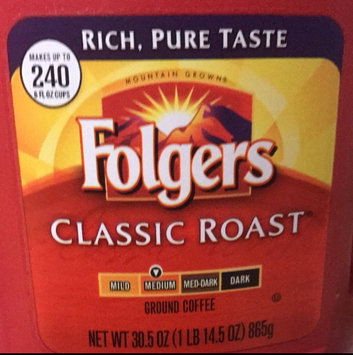 RICH, PURE TASTE
MAKES UP TO
240
6 FL OZ CUPS
MOUNTAIN GROWN®
Folgers
CLASSIC ROAST®
MILD MEDIUM MED-DARK DARK
GROUND COFFEE
NET WT 30.5 OZ (1 LB 14.5 OZ) 865g